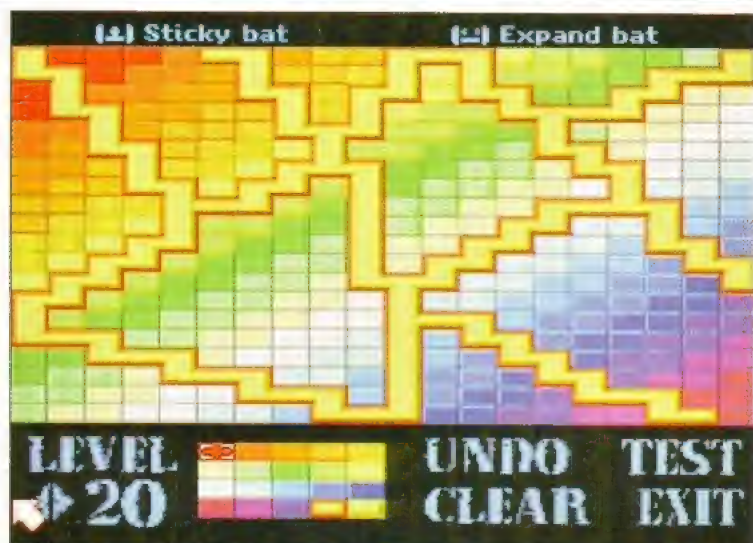 Sticky bat
Expand bat
LEVEL
20
UNDO
TEST
CLEAR
EXIT